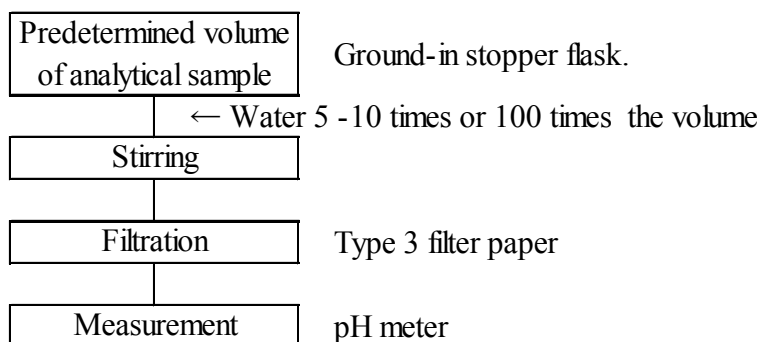 Predetermined volume
of analytical sample
Ground-in stopper flask.
← Water 5 -10 times or 100 times the volume
Stirring
Filtration
Type 3 filter paper
Measurement
pH meter